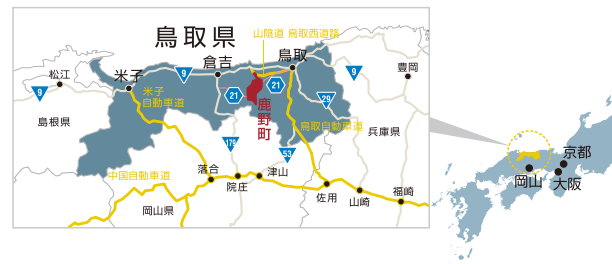 鳥取県
山陰道 鳥取西道路
松江
米子
倉吉
鳥取
豊岡
9
9
9
21
21
29
米子
自動車道
鹿野町
鳥取自動車道
島根県
兵庫県
179
53
中国自動車道
落合
院庄
津山
佐用
山崎
福崎
岡山県
京都
岡山
大阪